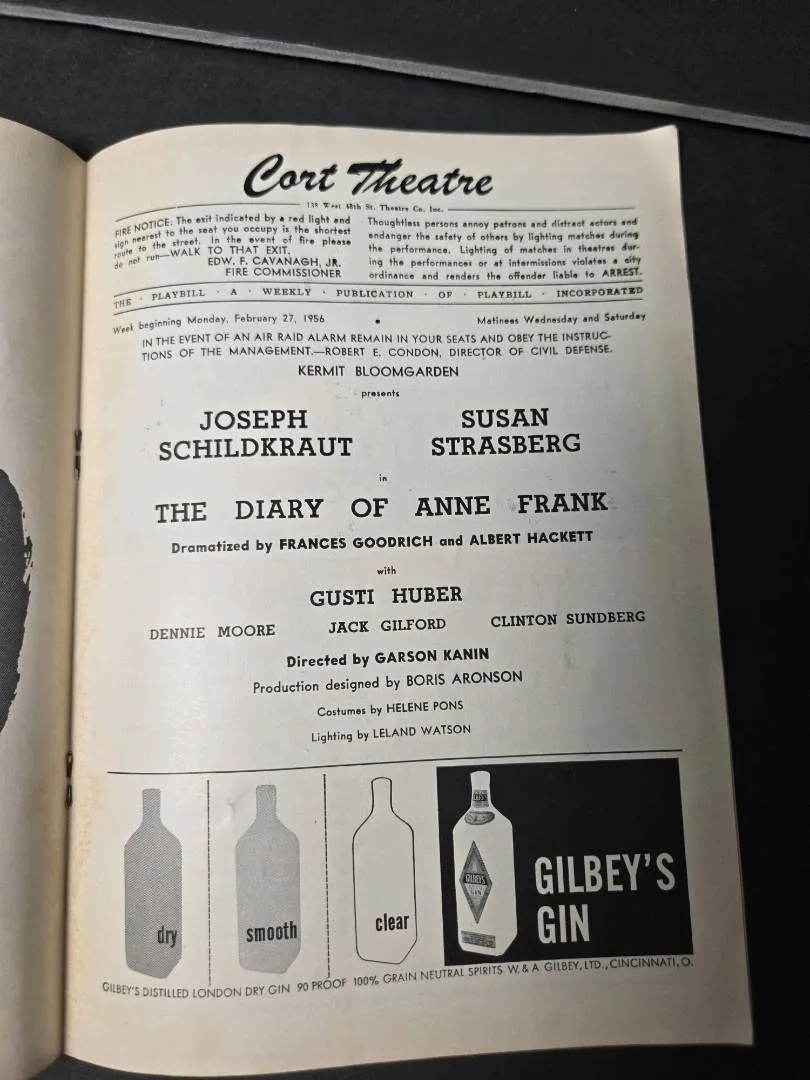 Cort Theatre
138 West 48th St. Theatre Co. Inc.
FIRE NOTICE: The exit indicated by a red light and
sign nearest to the seat you occupy is the shortest
route to the street. In the event of fire please
do not run—WALK TO THAT EXIT.
EDW. F. CAVANAGH, JR.
FIRE COMMISSIONER
Thoughtless persons annoy patrons and distract actors and
endanger the safety of others by lighting matches during
the performance. Lighting of matches in theatres dur-
ing the performances or at intermissions violates a city
ordinance and renders the offender liable to ARREST.
THE · PLAYBILL · A · WEEKLY · PUBLICATION · OF · PLAYBILL · INCORPORATED
Week beginning Monday, February 27, 1956 • Matinees Wednesday and Saturday
IN THE EVENT OF AN AIR RAID ALARM REMAIN IN YOUR SEATS AND OBEY THE INSTRUC-
TIONS OF THE MANAGEMENT.—ROBERT E. CONDON, DIRECTOR OF CIVIL DEFENSE.
KERMIT BLOOMGARDEN
presents
JOSEPH SCHILDKRAUT
SUSAN STRASBERG
in
THE DIARY OF ANNE FRANK
Dramatized by FRANCES GOODRICH and ALBERT HACKETT
with
GUSTI HUBER
DENNIE MOORE JACK GILFORD CLINTON SUNDBERG
Directed by GARSON KANIN
Production designed by BORIS ARONSON
Costumes by HELENE PONS
Lighting by LELAND WATSON
dry
smooth
clear
GILBEY'S
GIN
GILBEY'S
GIN
GILBEY'S DISTILLED LONDON DRY GIN 90 PROOF 100% GRAIN NEUTRAL SPIRITS W. & A GILBEY, LTD., CINCINNATI, O.